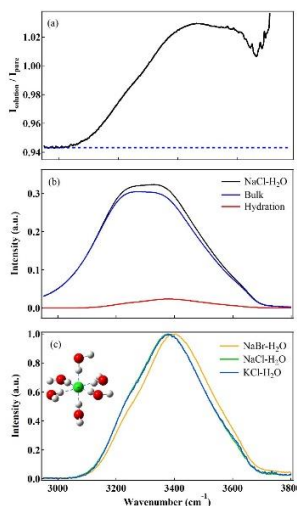 (a)
I_solution / I_pure
1.02
1.00
0.98
0.96
0.94
(b)
NaCl-H₂O
Bulk
Hydration
Intensity (a.u.)
0.3
0.2
0.1
0.0
(c)
NaBr-H₂O
NaCl-H₂O
KCl-H₂O
Intensity (a.u.)
1.0
0.8
0.6
0.4
0.2
0.0
3000
3200
3400
3600
3800
Wavenumber (cm⁻¹)